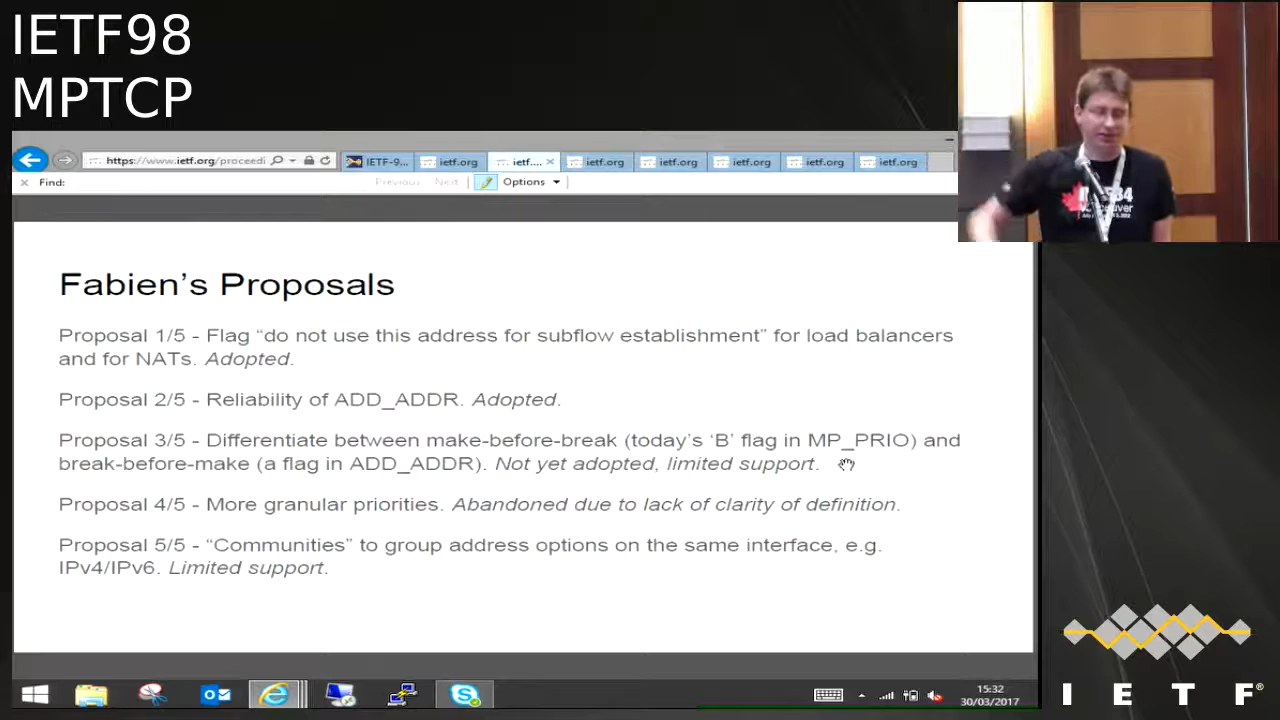 IETF98
MPTCP
https://www.ietf.org/proceedi
IETF-9...
ietf.org
ietf....
ietf.org
ietf.org
ietf.org
ietf.org
ietf.org
Find:
Previous
Next
Options
Fabien's Proposals
Proposal 1/5 - Flag “do not use this address for subflow establishment” for load balancers
and for NATs. Adopted.
Proposal 2/5 - Reliability of ADD_ADDR. Adopted.
Proposal 3/5 - Differentiate between make-before-break (today's ‘B’ flag in MP_PRIO) and
break-before-make (a flag in ADD_ADDR). Not yet adopted, limited support.
Proposal 4/5 - More granular priorities. Abandoned due to lack of clarity of definition.
Proposal 5/5 - “Communities” to group address options on the same interface, e.g.
IPv4/IPv6. Limited support.
15:32
30/03/2017
I E T F®